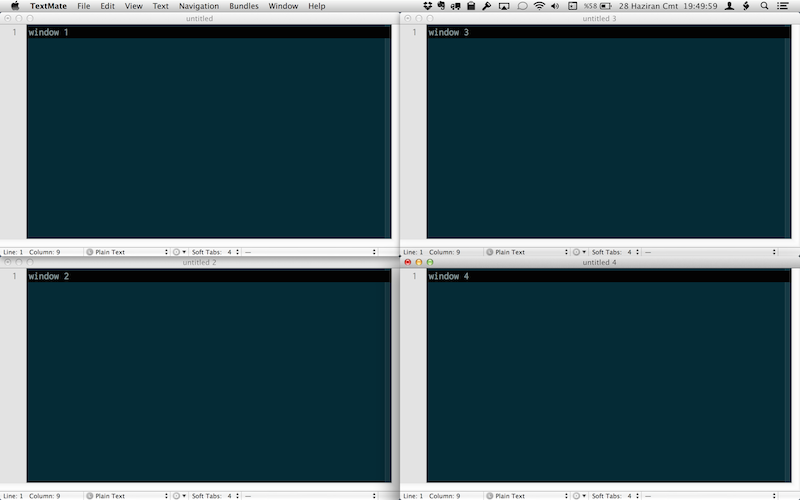 TextMate File Edit View Text Navigation Bundles Window Help %58 28 Haziran Cmt 19:49:59
untitled
1 window 1
Line: 1 Column: 9 Plain Text Soft Tabs: 4 —
untitled 3
1 window 3
Line: 1 Column: 9 Plain Text Soft Tabs: 4 —
untitled 2
1 window 2
Line: 1 Column: 9 Plain Text Soft Tabs: 4 —
untitled 4
1 window 4
Line: 1 Column: 9 Plain Text Soft Tabs: 4 —